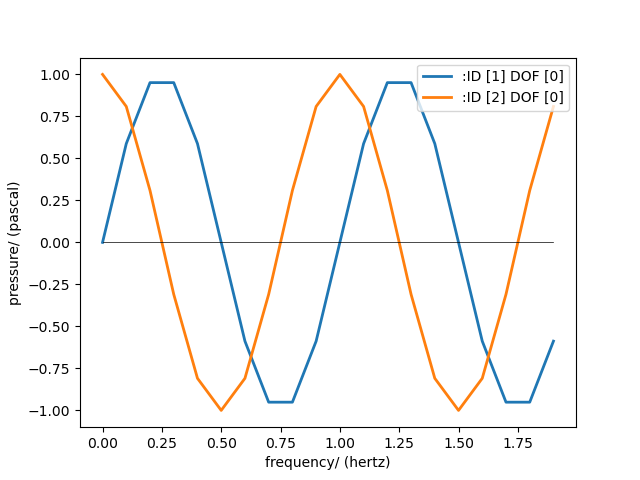 :ID [1] DOF [0]
:ID [2] DOF [0]
1.00
0.75
0.50
0.25
0.00
−0.25
−0.50
−0.75
−1.00
pressure/ (pascal)
0.00 0.25 0.50 0.75 1.00 1.25 1.50 1.75
frequency/ (hertz)